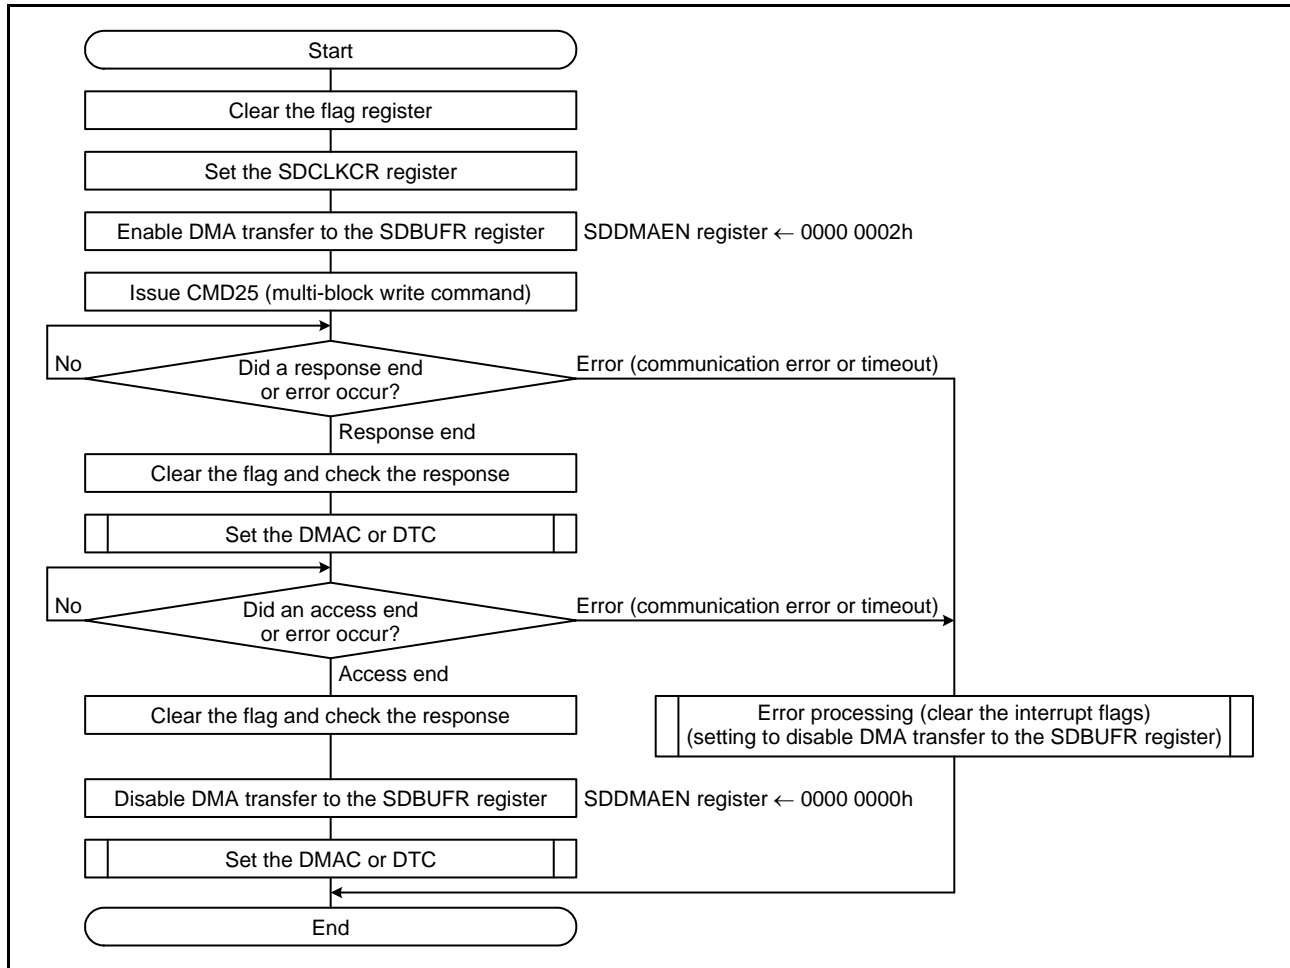 Start
Clear the flag register
Set the SDCLKCR register
Enable DMA transfer to the SDBUFR register
SDDMAEN register ← 0000 0002h
Issue CMD25 (multi-block write command)
No
Did a response end
or error occur?
Error (communication error or timeout)
Response end
Clear the flag and check the response
Set the DMAC or DTC
No
Did an access end
or error occur?
Error (communication error or timeout)
Access end
Clear the flag and check the response
Error processing (clear the interrupt flags)
(setting to disable DMA transfer to the SDBUFR register)
Disable DMA transfer to the SDBUFR register
SDDMAEN register ← 0000 0000h
Set the DMAC or DTC
End